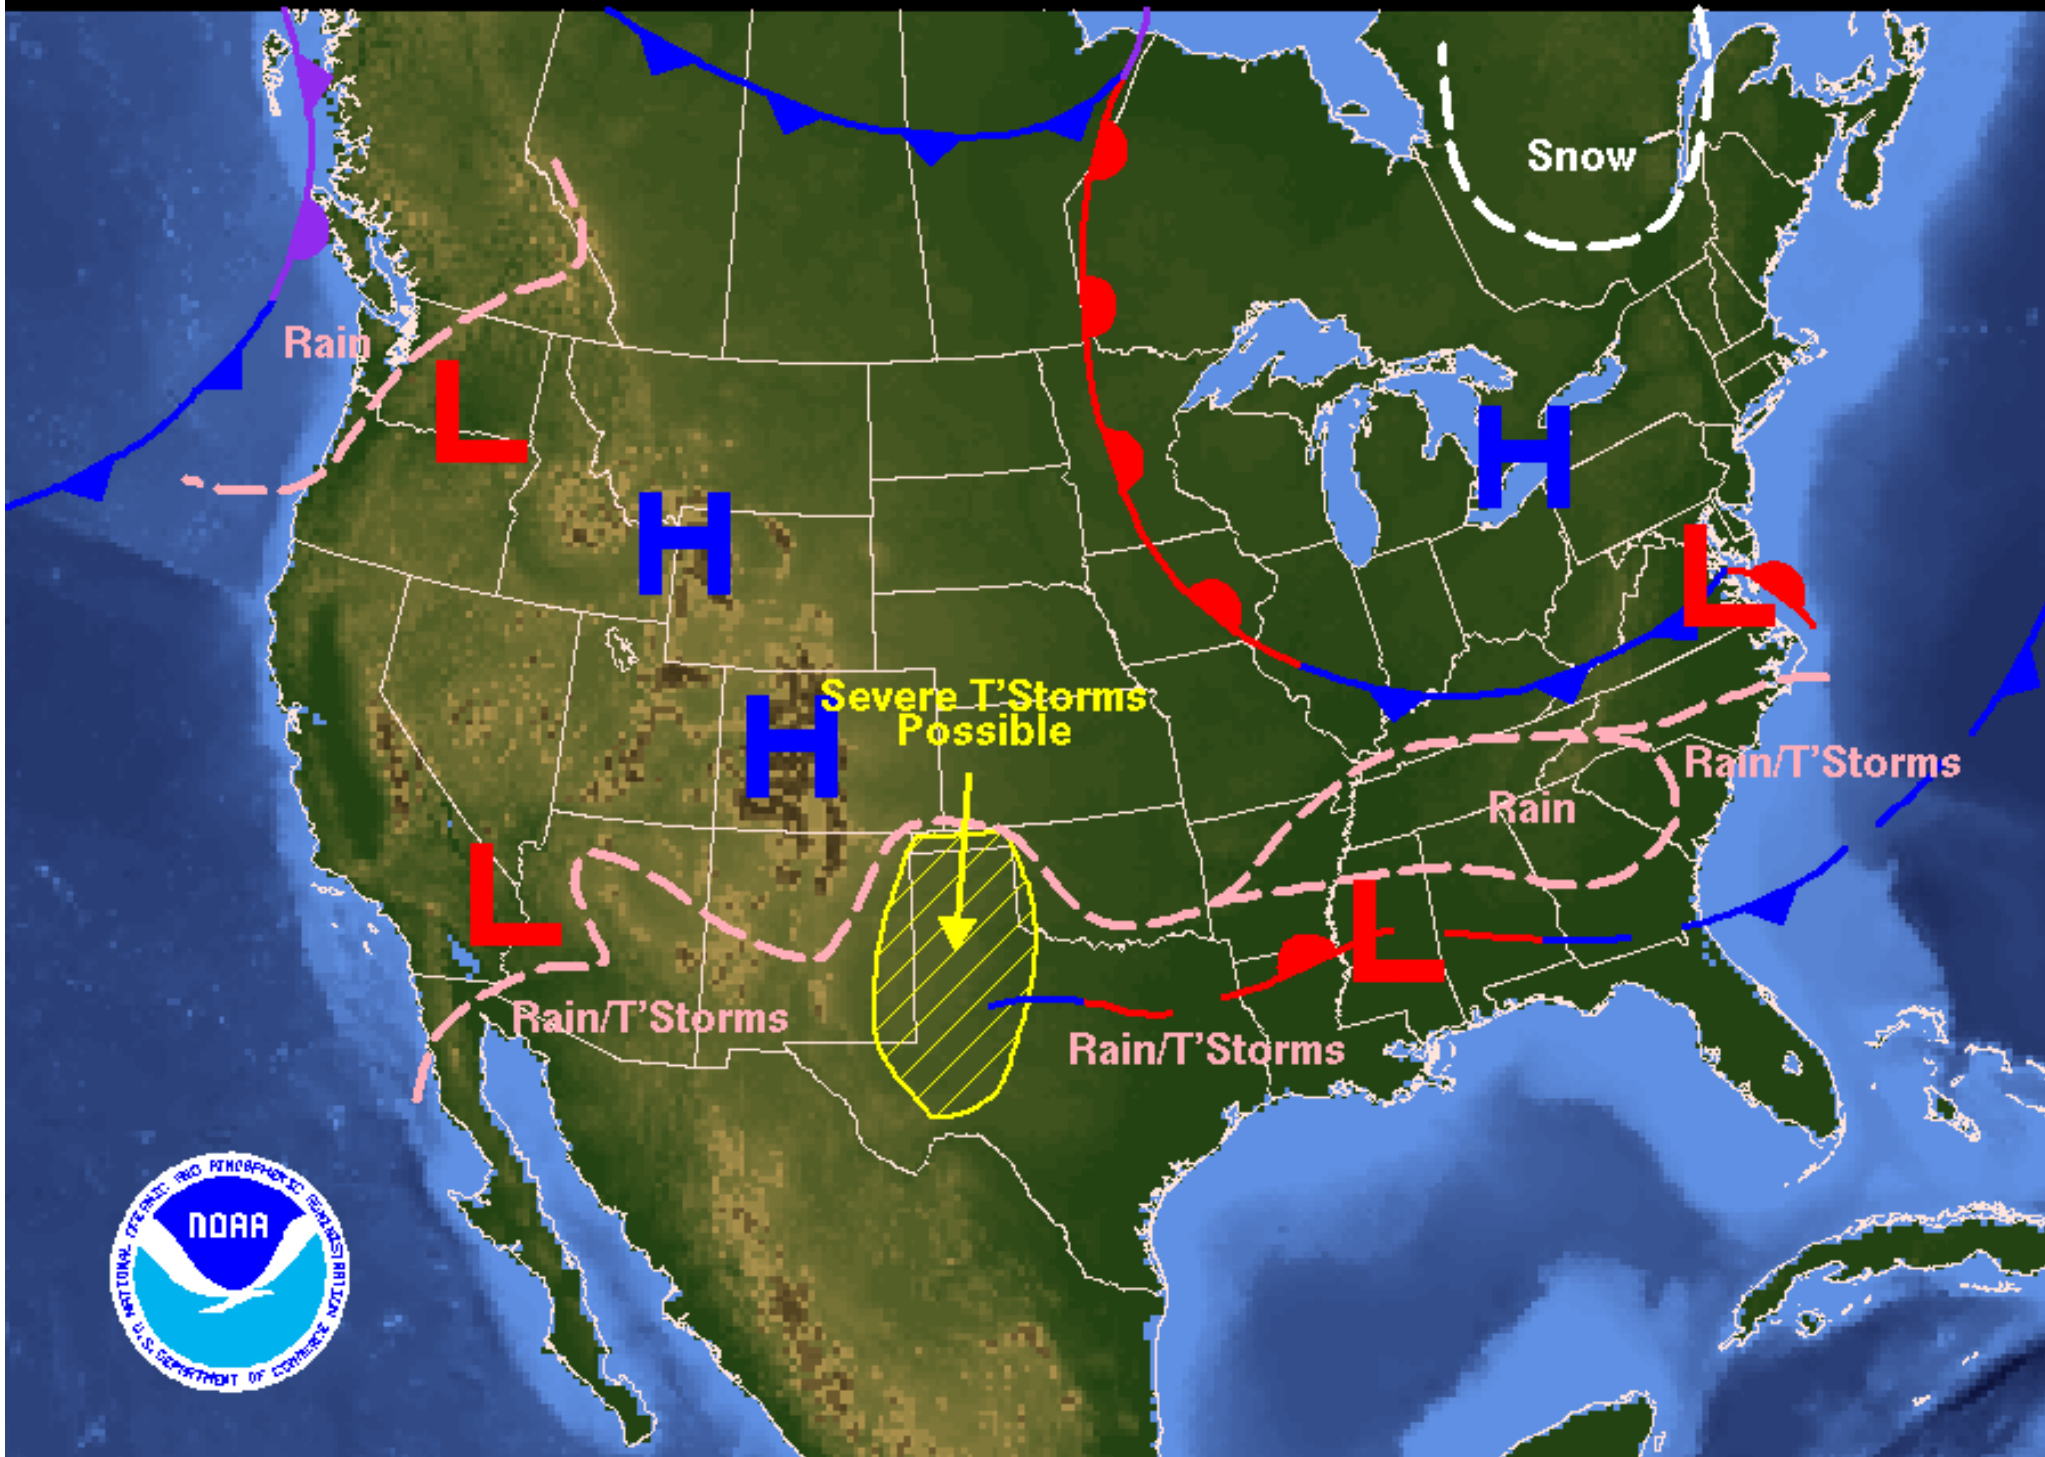 Snow
Rain
L
H
H
L
Severe T'Storms
Possible
H
Rain/T'Storms
Rain
L
L
Rain/T'Storms
Rain/T'Storms
NATIONAL OCEANIC AND ATMOSPHERIC ADMINISTRATION
NOAA
U.S. DEPARTMENT OF COMMERCE